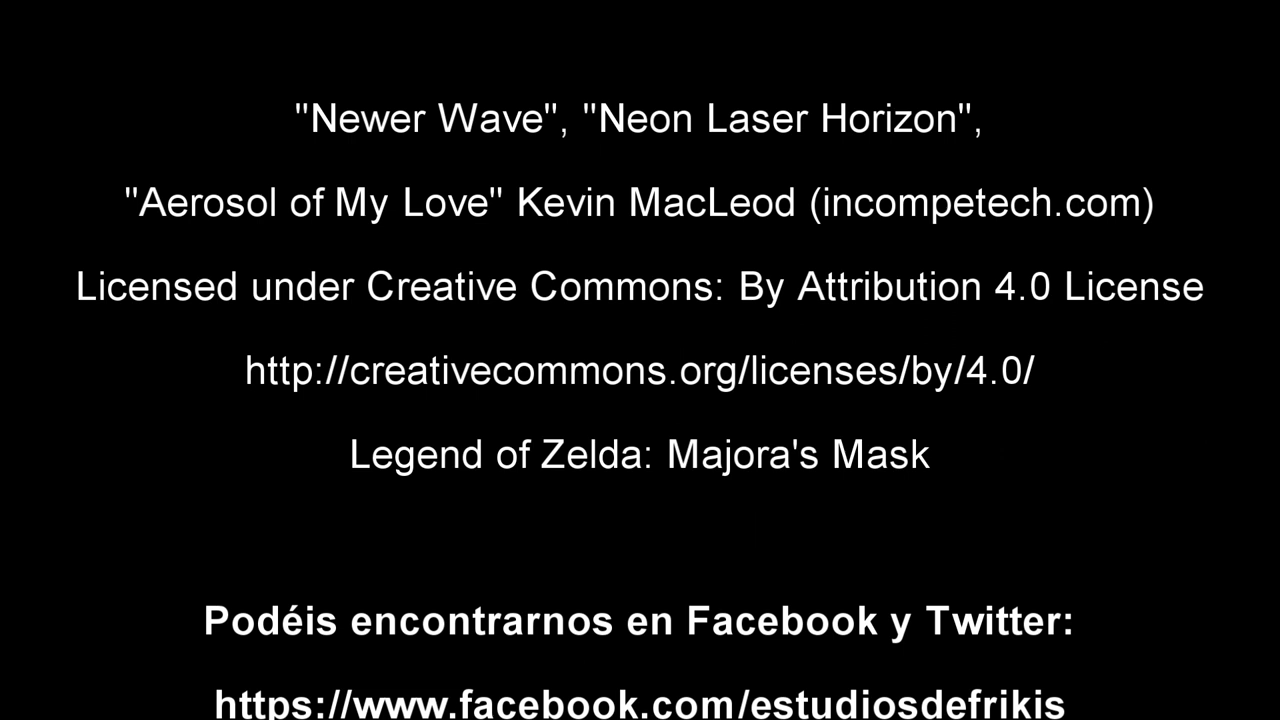 "Newer Wave", "Neon Laser Horizon",
"Aerosol of My Love" Kevin MacLeod (incompetech.com)
Licensed under Creative Commons: By Attribution 4.0 License
http://creativecommons.org/licenses/by/4.0/
Legend of Zelda: Majora's Mask
Podéis encontrarnos en Facebook y Twitter:
https://www.facebook.com/estudiosdefrikis